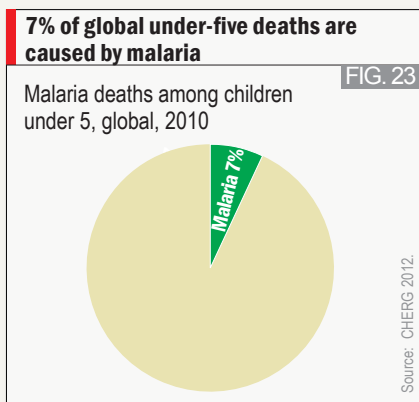 7% of global under-five deaths are
caused by malaria
FIG. 23
Malaria deaths among children
under 5, global, 2010
Malaria 7%
Source: CHERG 2012.